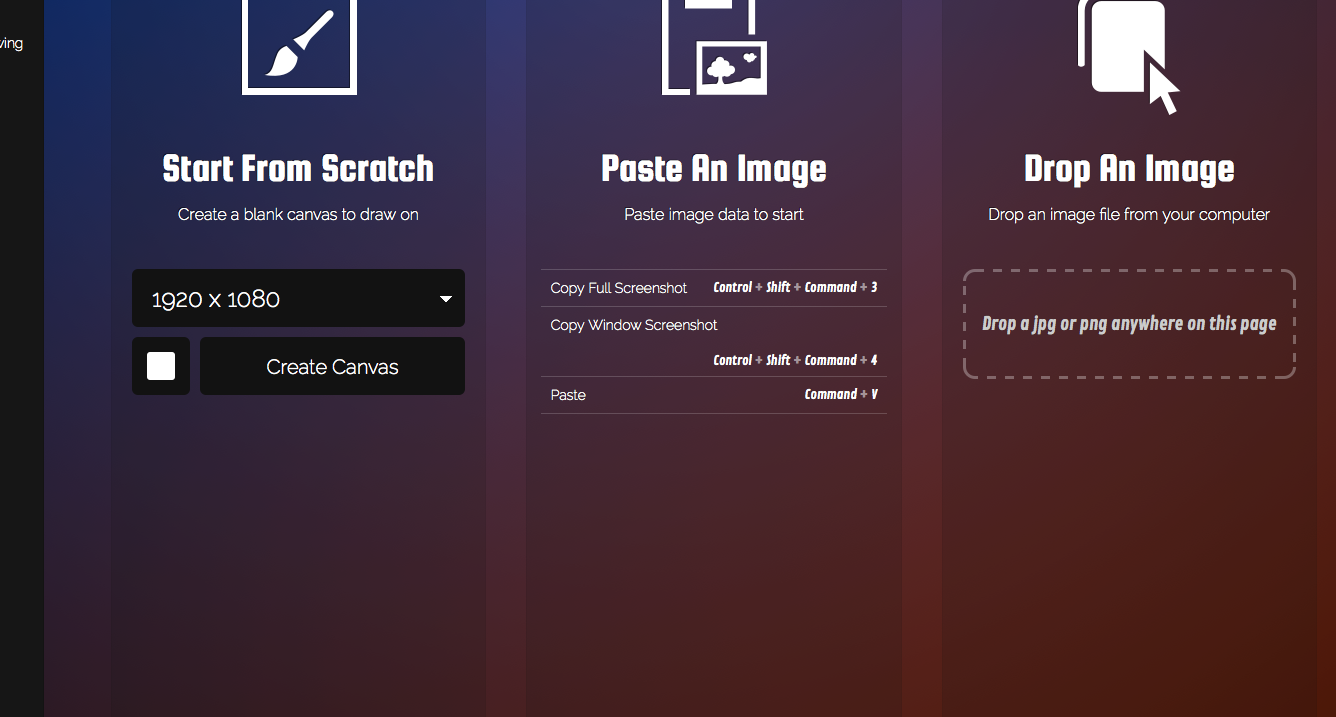 Start From Scratch
Create a blank canvas to draw on
1920 x 1080
Create Canvas
Paste An Image
Paste image data to start
Copy Full Screenshot Control + Shift + Command + 3
Copy Window Screenshot
Control + Shift + Command + 4
Paste Command + V
Drop An Image
Drop an image file from your computer
Drop a jpg or png anywhere on this page